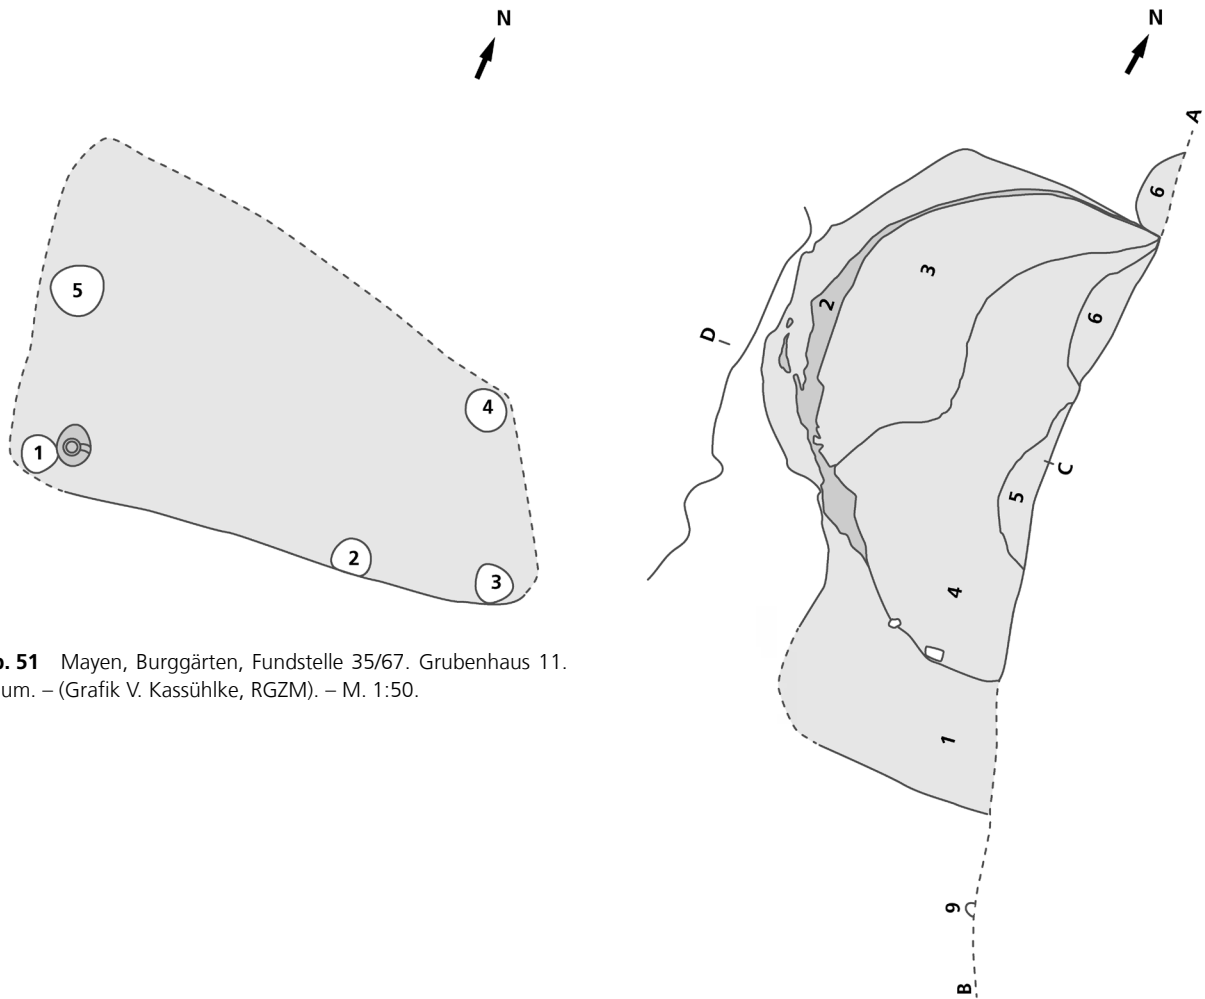 N
5
1
2
3
4
51 Mayen, Burggärten, Fundstelle 35/67. Grubenhaus 11.
– (Grafik V. Kassühlke, RGZM). – M. 1:50.
N
A
6
3
2
6
D
C
5
4
1
9
B